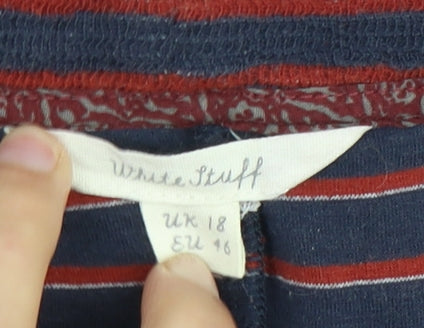 White Stuff
UK 18
EU 46